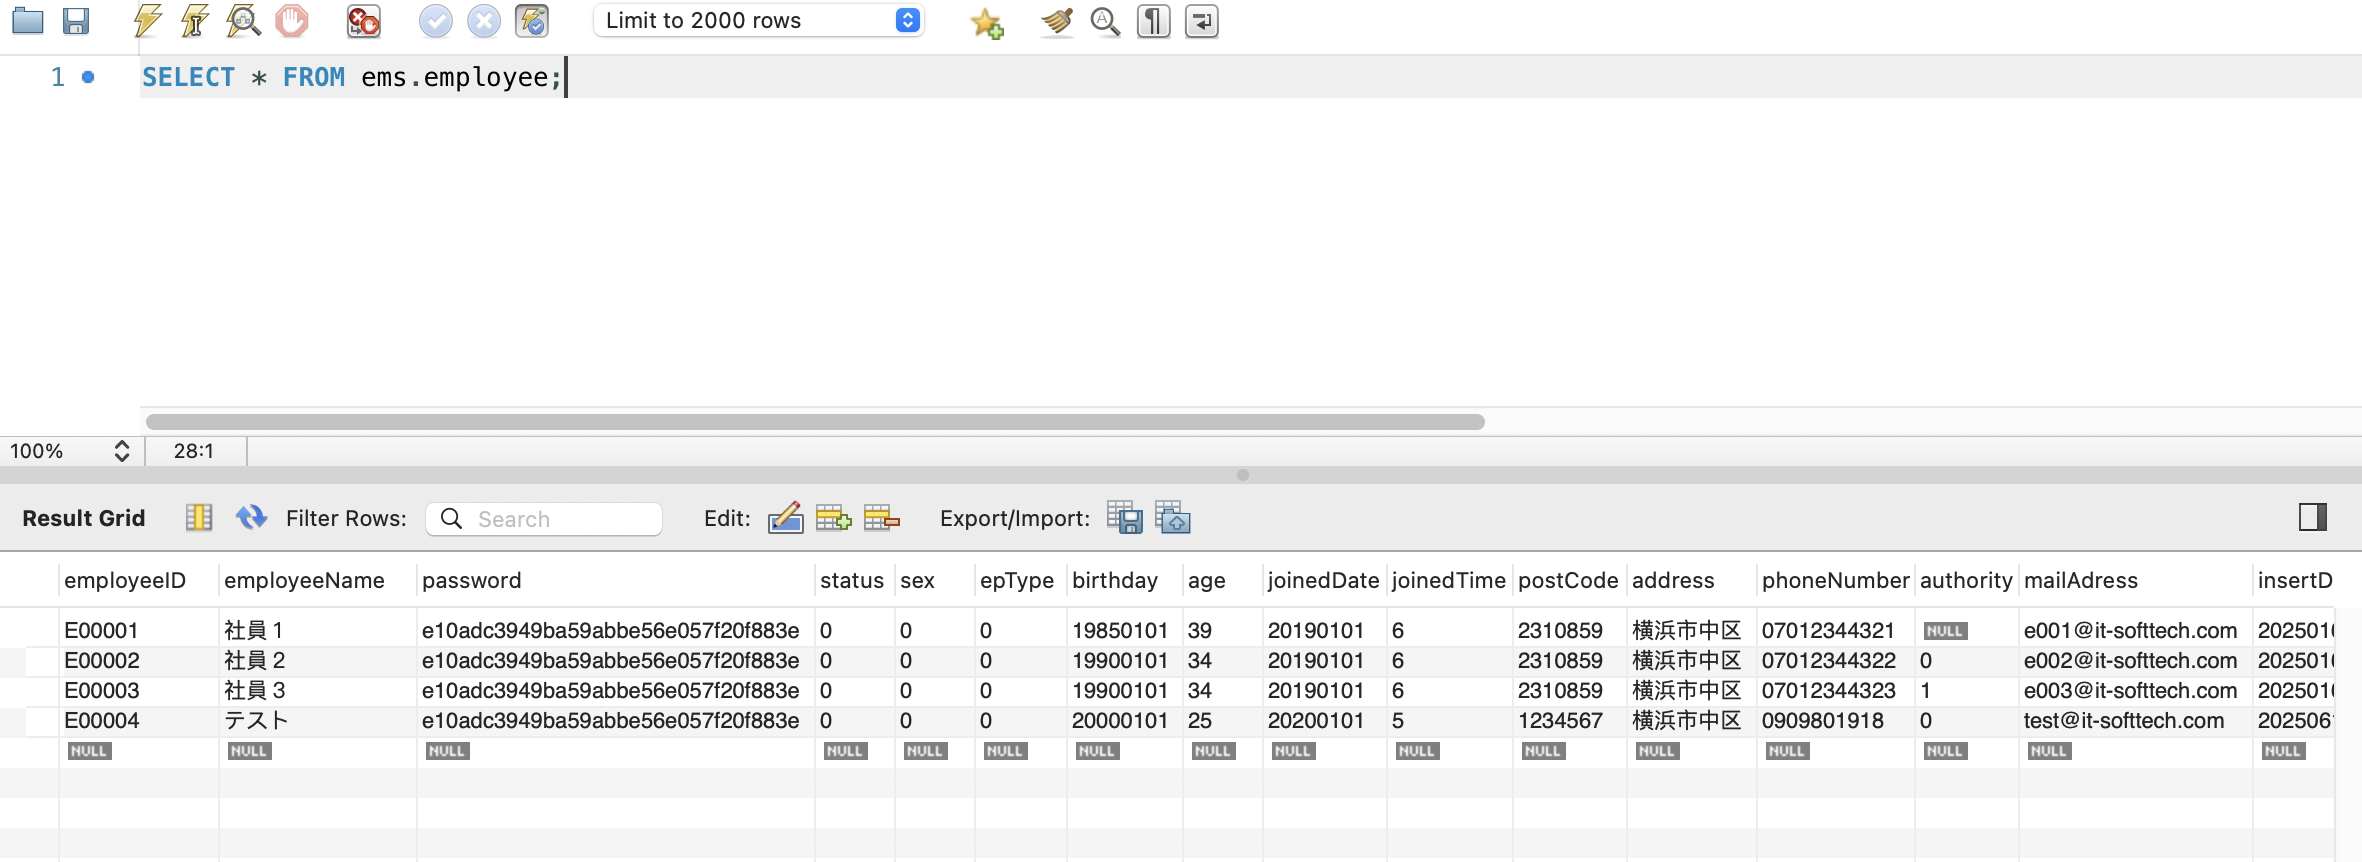 Limit to 2000 rows
1 SELECT * FROM ems.employee;
100% 28:1
Result Grid Filter Rows: Search Edit: Export/Import:
employeeID employeeName password status sex epType birthday age joinedDate joinedTime postCode address phoneNumber authority mailAdress insertD
E00001 社員1 e10adc3949ba59abbe56e057f20f883e 0 0 0 19850101 39 20190101 6 2310859 横浜市中区 07012344321 NULL e001@it-softtech.com 2025010
E00002 社員2 e10adc3949ba59abbe56e057f20f883e 0 0 0 19900101 34 20190101 6 2310859 横浜市中区 07012344322 0 e002@it-softtech.com 2025010
E00003 社員3 e10adc3949ba59abbe56e057f20f883e 0 0 0 19900101 34 20190101 6 2310859 横浜市中区 07012344323 1 e003@it-softtech.com 2025010
E00004 テスト e10adc3949ba59abbe56e057f20f883e 0 0 0 20000101 25 20200101 5 1234567 横浜市中区 0909801918 0 test@it-softtech.com 202506
NULL NULL NULL NULL NULL NULL NULL NULL NULL NULL NULL NULL NULL NULL NULL NULL